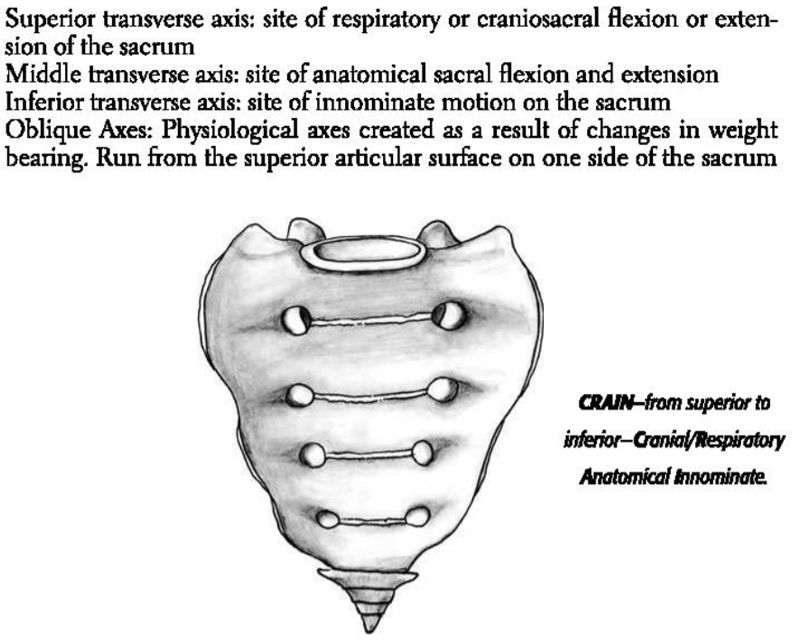 Superior transverse axis: site of respiratory or craniosacral flexion or exten-
sion of the sacrum
Middle transverse axis: site of anatomical sacral flexion and extension
Inferior transverse axis: site of innominate motion on the sacrum
Oblique Axes: Physiological axes created as a result of changes in weight
bearing. Run from the superior articular surface on one side of the sacrum
CRAIN–from superior to
inferior–Cranial/Respiratory
Anatomical Innominate.